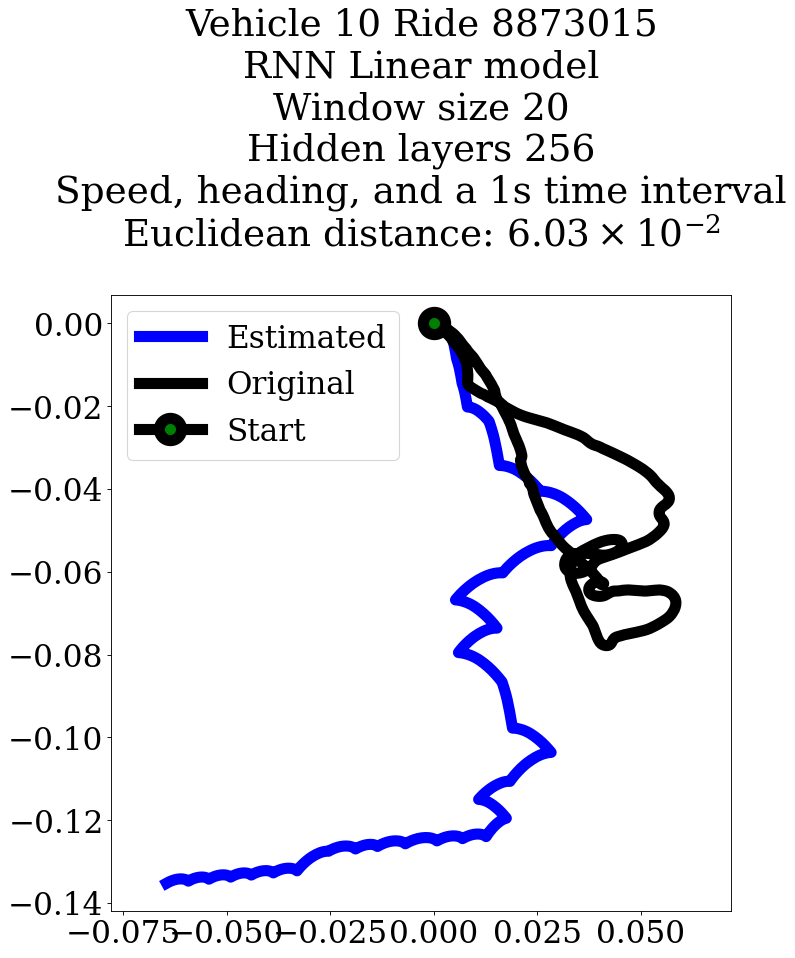 Vehicle 10 Ride 8873015
RNN Linear model
Window size 20
Hidden layers 256
Speed, heading, and a 1s time interval
Euclidean distance: 6.03 × 10⁻²
Estimated
Original
Start
0.00
−0.02
−0.04
−0.06
−0.08
−0.10
−0.12
−0.14
−0.075 −0.050 −0.025 0.000 0.025 0.050